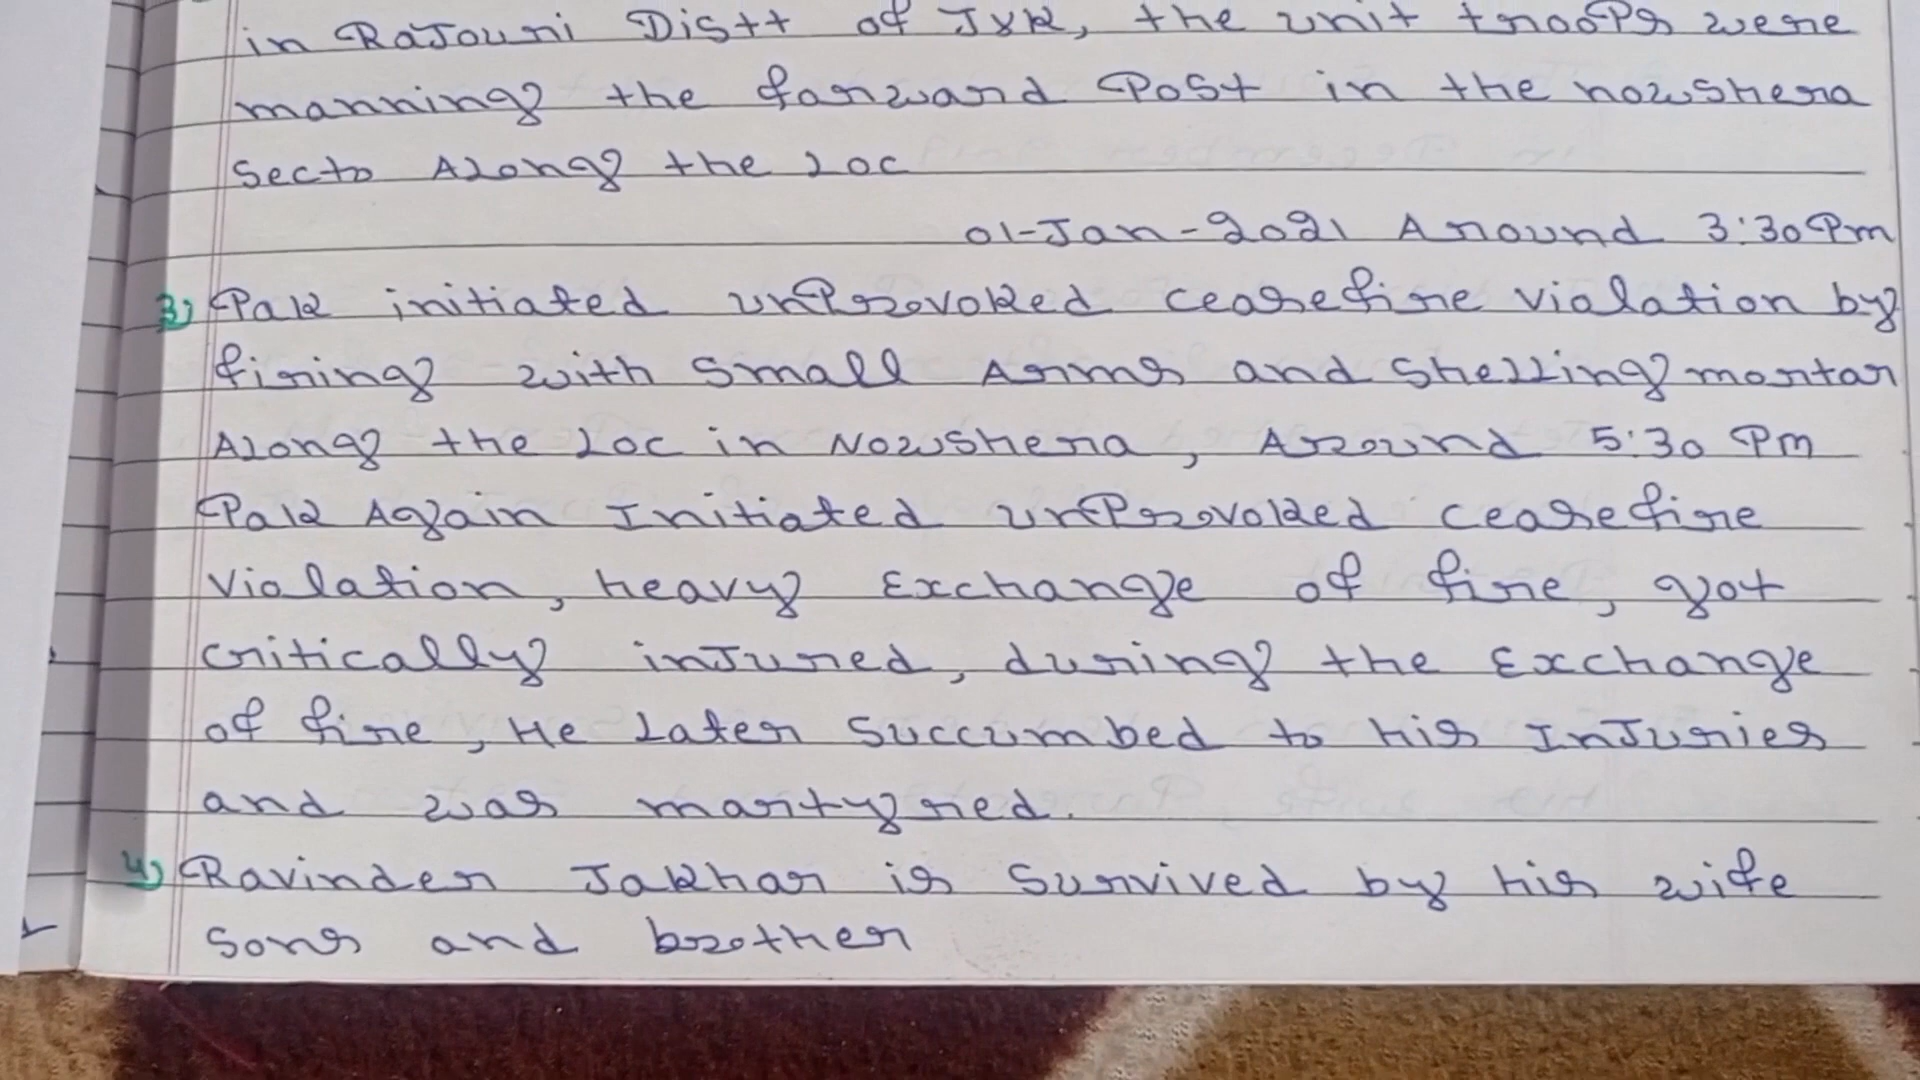 in RaJouri Distt of J&K, the unit trooPs were
manning the forward Post in the nowshera
Secto Along the LOC
01-Jan-2021 Around 3:30 Pm
3) Pak initiated unProvoked ceasefire violation by
firing with small Arms and shelling mortar
Along the LOC in Nowshera, Around 5:30 Pm
Pak Again Initiated unProvoked ceasefire
violation, heavy Exchange of fire, got
critically inJured, during the Exchange
of fire, He Later Succumbed to his InJuries
and was martyred.
4) Ravinder Jakhar is Survived by his wife
Sons and brother